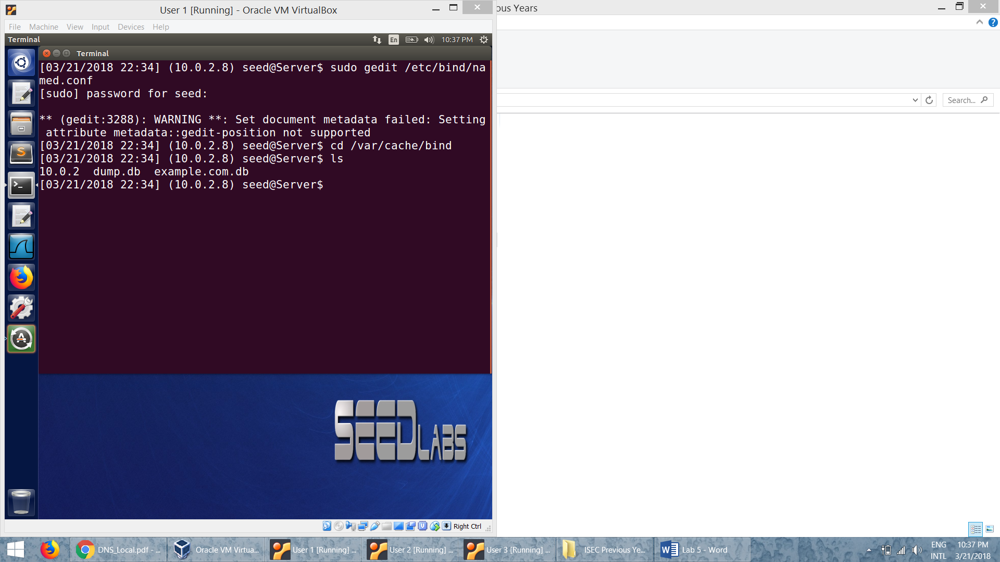 User 1 [Running] - Oracle VM VirtualBox
ous Years
File Machine View Input Devices Help
Terminal
En
10:37 PM
Terminal
[03/21/2018 22:34] (10.0.2.8) seed@Server$ sudo gedit /etc/bind/na
med.conf
[sudo] password for seed:
** (gedit:3288): WARNING **: Set document metadata failed: Setting
attribute metadata::gedit-position not supported
[03/21/2018 22:34] (10.0.2.8) seed@Server$ cd /var/cache/bind
[03/21/2018 22:34] (10.0.2.8) seed@Server$ ls
10.0.2 dump.db example.com.db
[03/21/2018 22:34] (10.0.2.8) seed@Server$
Search...
SEEDLABS
Right Ctrl
DNS_Local.pdf - ...
Oracle VM Virtua...
User 1 [Running] ...
User 2 [Running] ...
User 3 [Running] ...
ISEC Previous Ye...
Lab 5 - Word
ENG
INTL
10:37 PM
3/21/2018